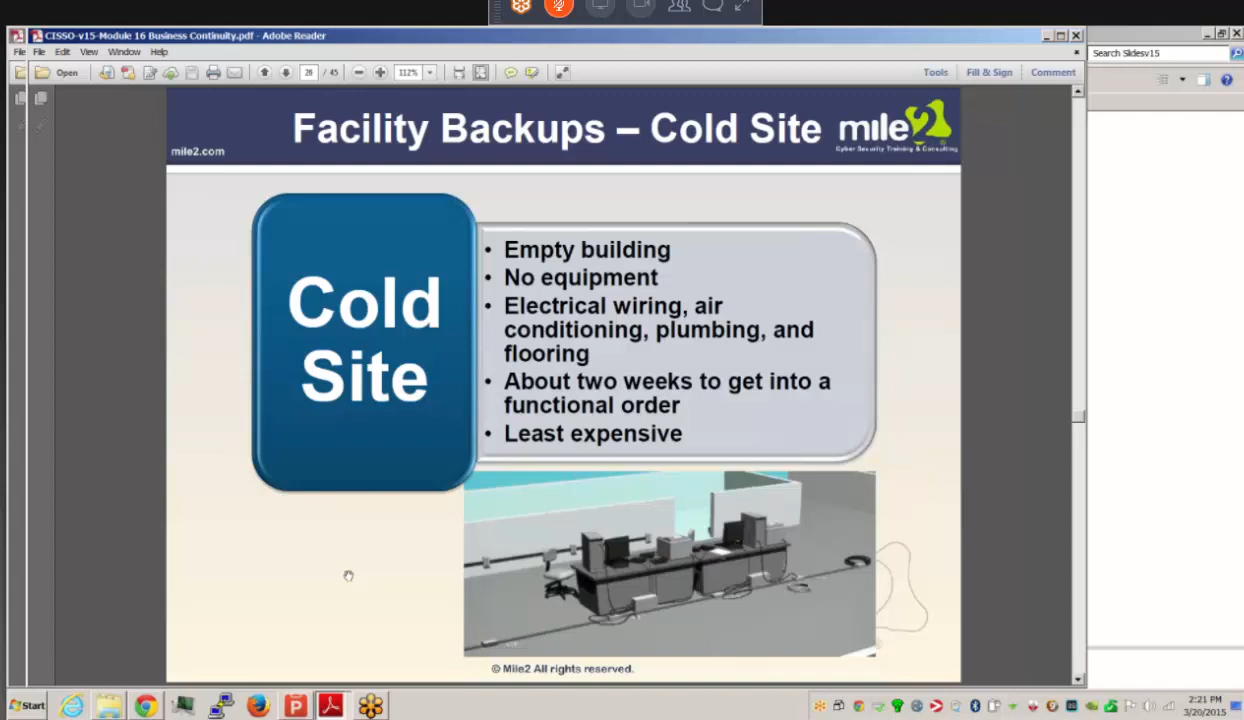 CISSO-v15-Module 16 Business Continuity.pdf - Adobe Reader
File File Edit View Window Help
Search Slidesv15
Open 26 / 45 112% Tools Fill & Sign Comment
Facility Backups – Cold Site
mile2
Cyber Security Training & Consulting
mile2.com
Cold
Site
• Empty building
• No equipment
• Electrical wiring, air
conditioning, plumbing, and
flooring
• About two weeks to get into a
functional order
• Least expensive
© Mile2 All rights reserved.
Start
2:21 PM
3/20/2015